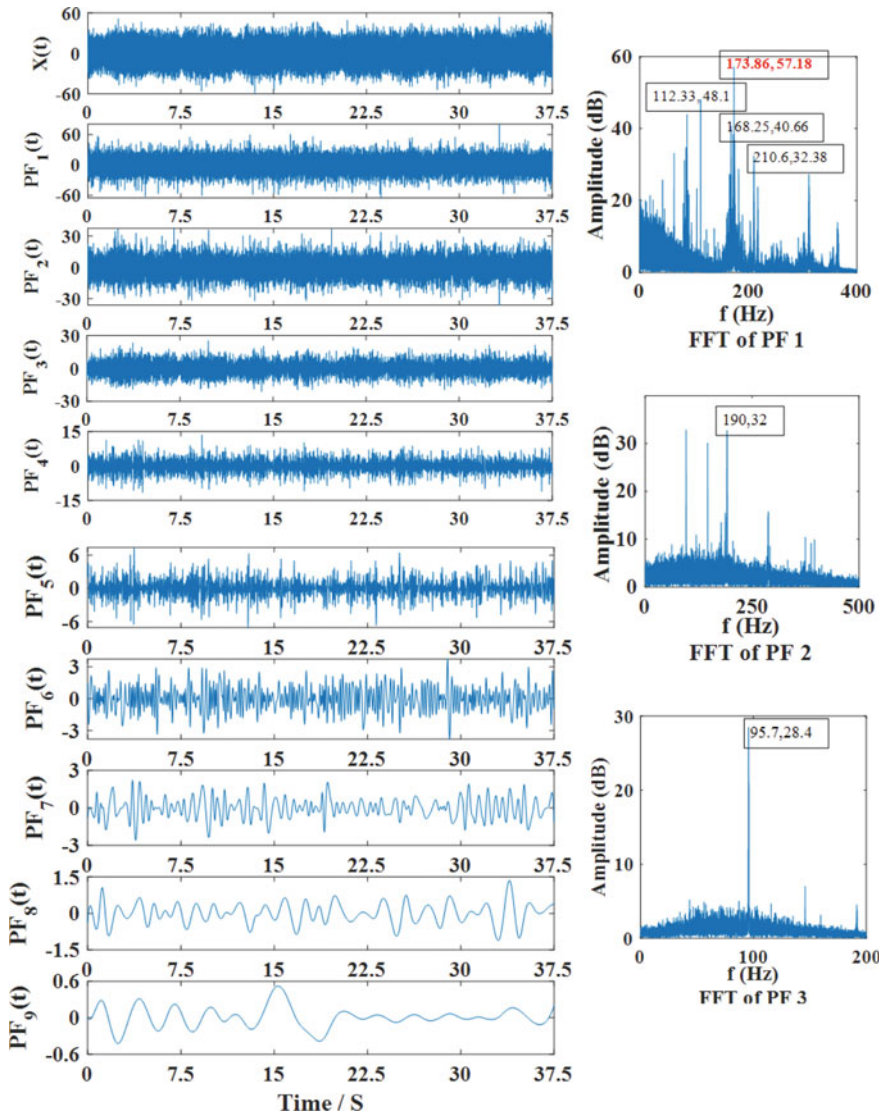 60
X(t)
0
-60
0 7.5 15 22.5 30 37.5
60
PF1(t)
0
-60
0 7.5 15 22.5 30 37.5
30
PF2(t)
0
-30
0 7.5 15 22.5 30 37.5
30
PF3(t)
0
-30
0 7.5 15 22.5 30 37.5
15
PF4(t)
0
-15
0 7.5 15 22.5 30 37.5
6
PF5(t)
0
-6
0 7.5 15 22.5 30 37.5
3
PF6(t)
0
-3
0 7.5 15 22.5 30 37.5
3
PF7(t)
0
-3
0 7.5 15 22.5 30 37.5
1.5
PF8(t)
0
-1.5
0 7.5 15 22.5 30 37.5
0.6
PF9(t)
0
-0.6
0 7.5 15 22.5 30 37.5
Time / S
60
173.86,57.18
112.33,48.1
40
168.25,40.66
210.6,32.38
Amplitude (dB)
20
0
0 200 400
f (Hz)
FFT of PF 1
190,32
30
Amplitude (dB)
20
10
0
0 250 500
f (Hz)
FFT of PF 2
30
95.7,28.4
20
Amplitude (dB)
10
0
0 100 200
f (Hz)
FFT of PF 3